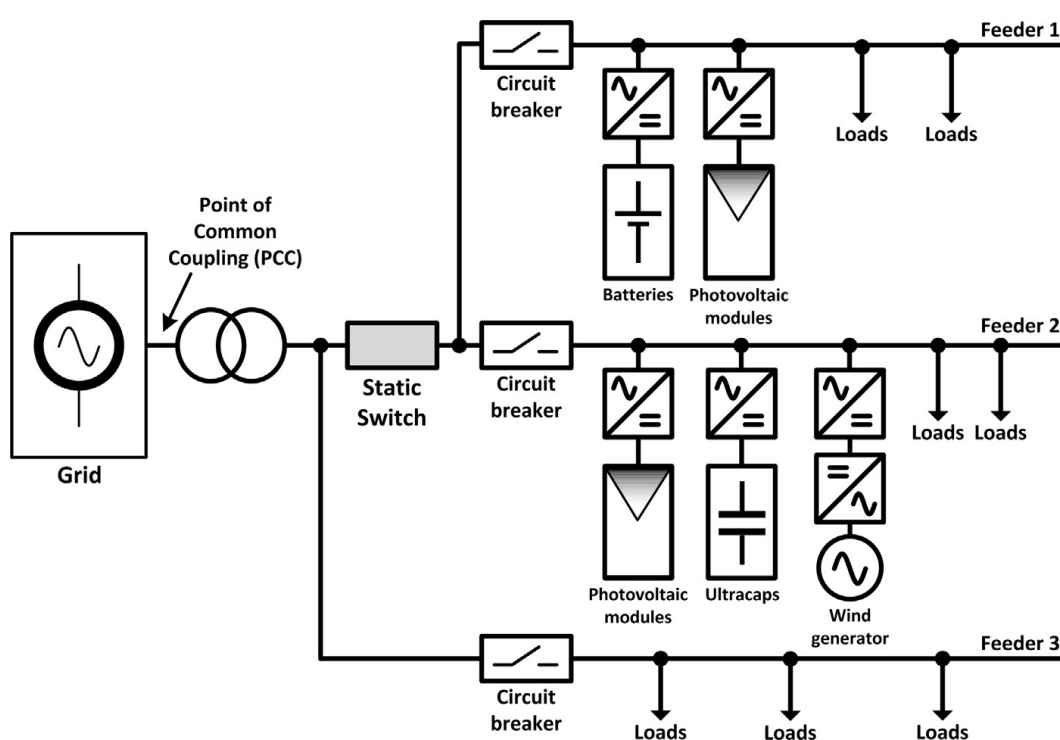 Feeder 1
Circuit
breaker
Loads
Loads
Batteries
Photovoltaic
modules
Point of
Common
Coupling (PCC)
Grid
Static
Switch
Feeder 2
Circuit
breaker
Loads
Loads
Photovoltaic
modules
Ultracaps
Wind
generator
Feeder 3
Circuit
breaker
Loads
Loads
Loads